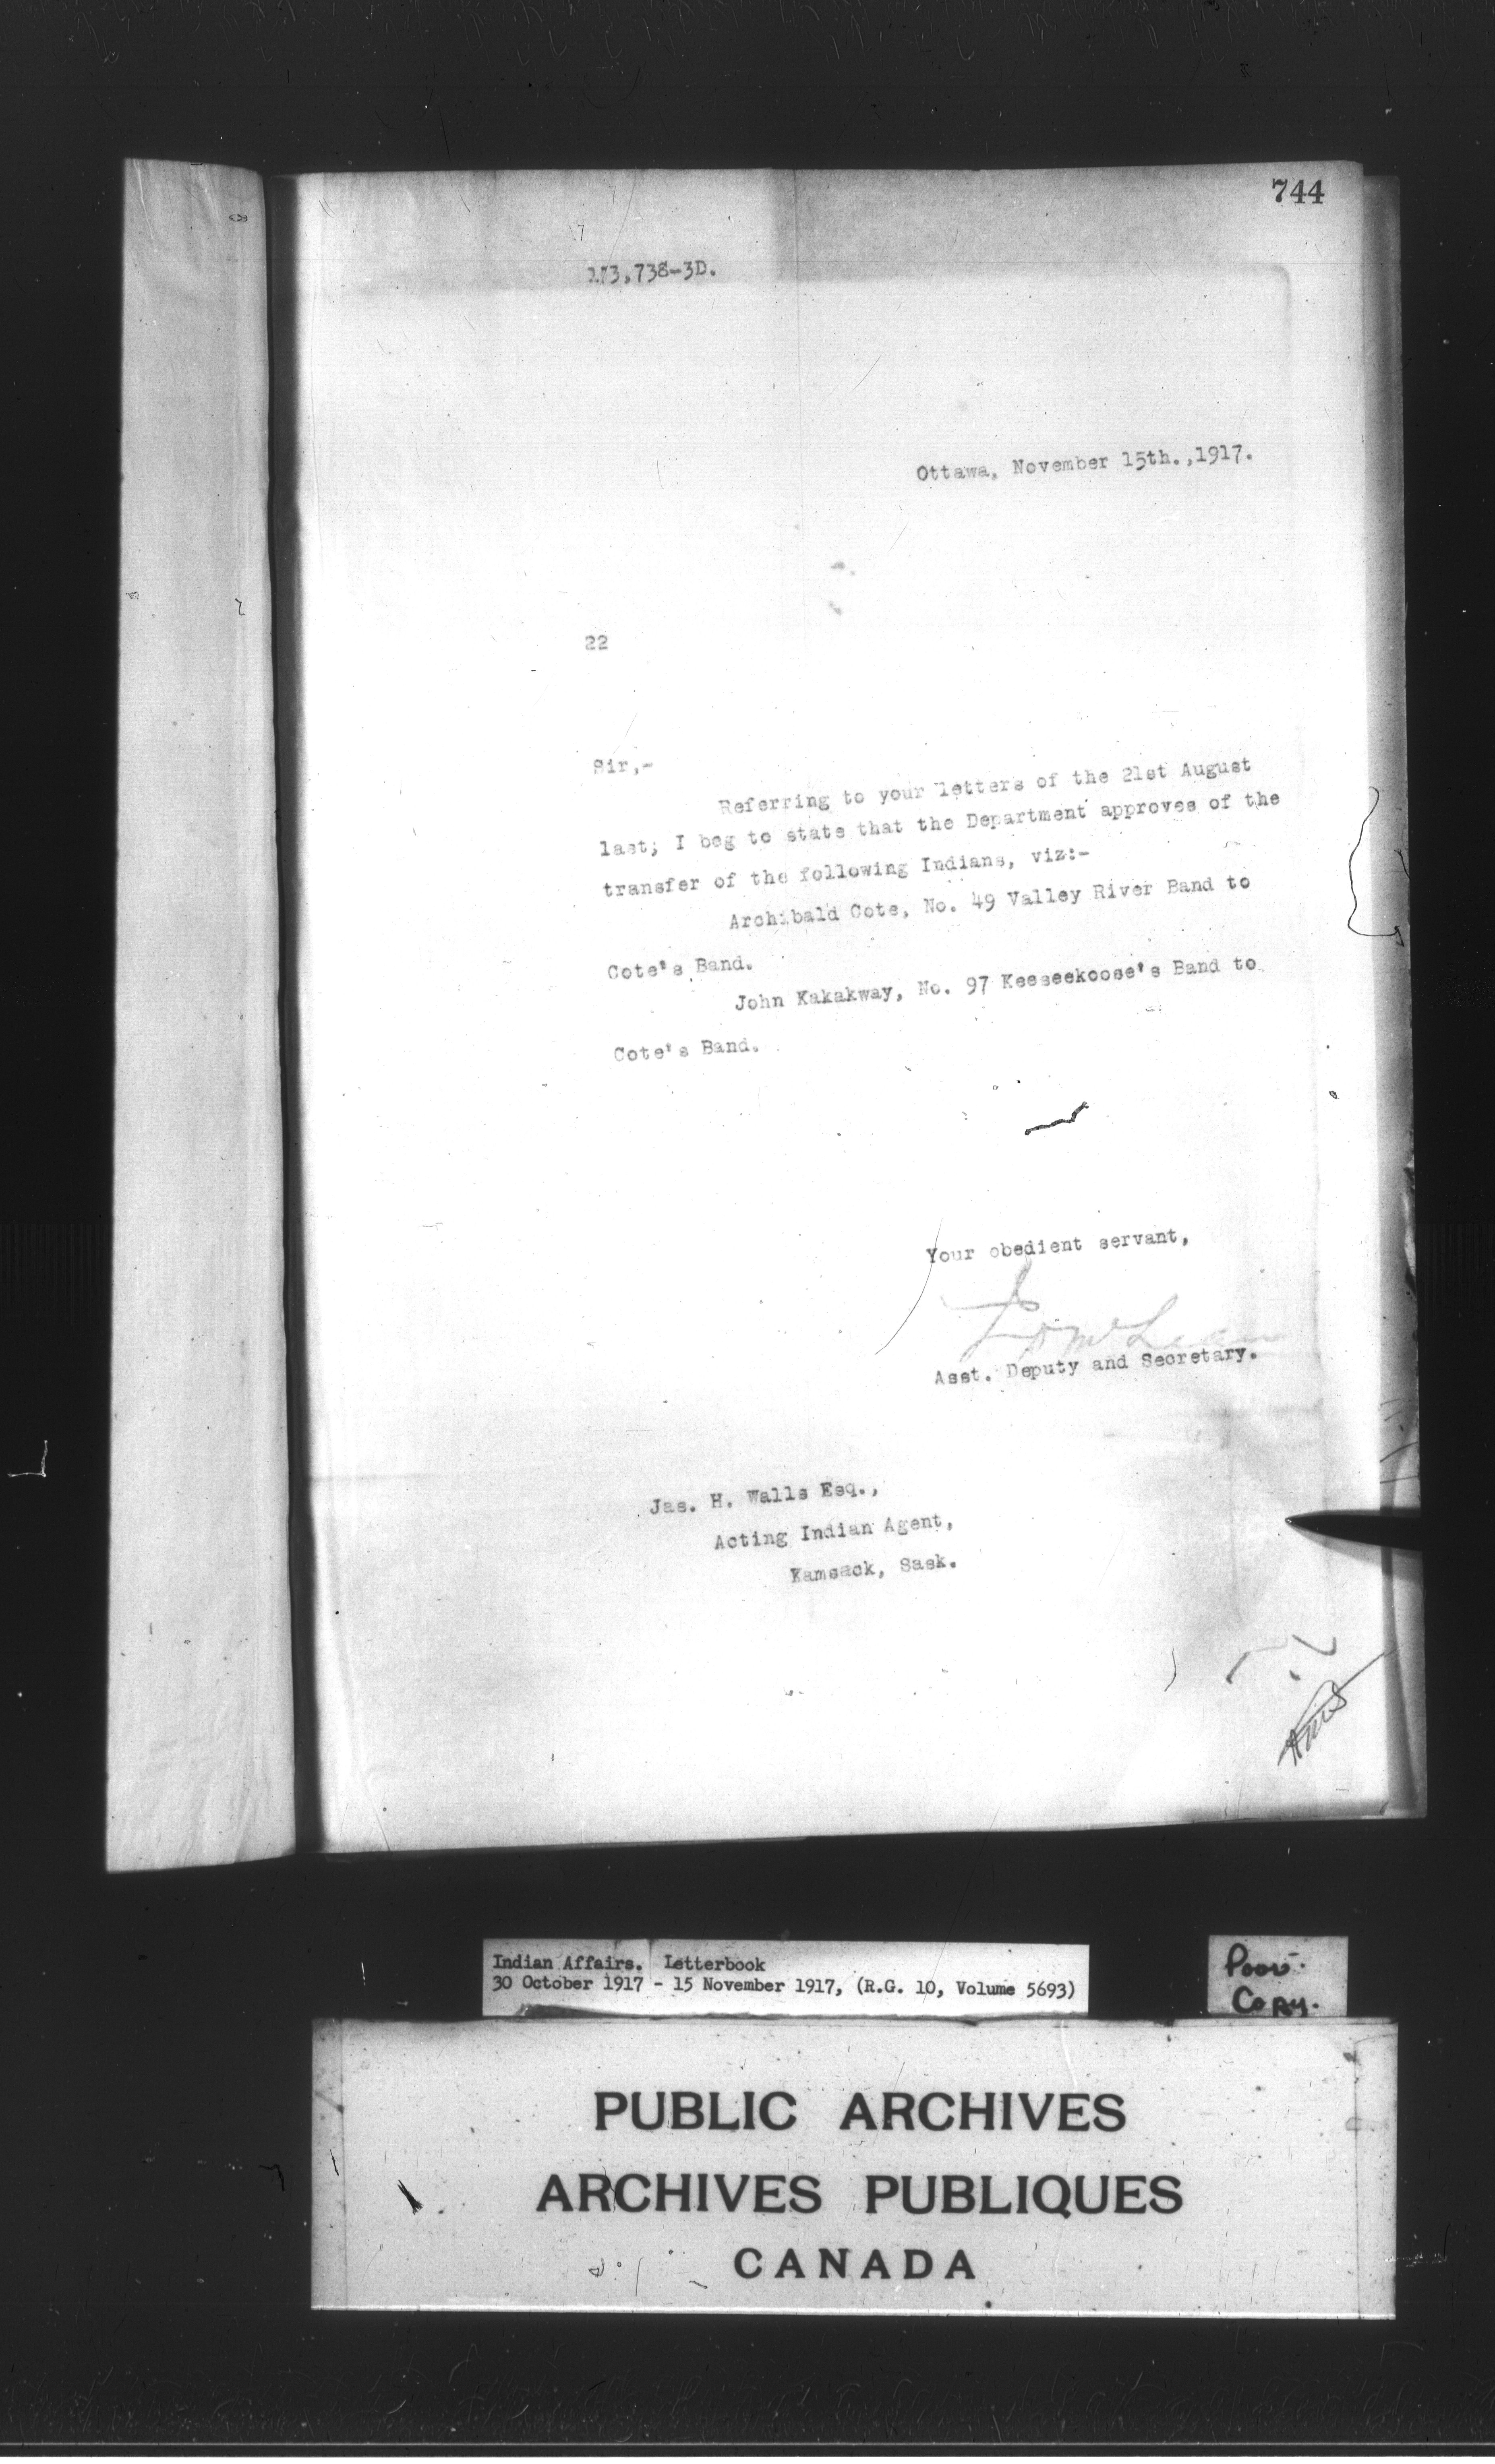 744
273,738-3D.
Ottawa, November 15th.,1917.
22
Sir,-
Referring to your letters of the 21st August
last; I beg to state that the Department approves of the
transfer of the following Indians, viz:-
Archibald Cote, No. 49 Valley River Band to
Cote's Band.
John Kakakway, No. 97 Keeseekoose's Band to
Cote's Band.
Your obedient servant,
J D McLean
Asst. Deputy and Secretary.
Jas. H. Walls Esq.,
Acting Indian Agent,
Kamsack, Sask.
Indian Affairs. Letterbook
30 October 1917 - 15 November 1917, (R.G. 10, Volume 5693)
Poor
Copy.
PUBLIC ARCHIVES
ARCHIVES PUBLIQUES
CANADA